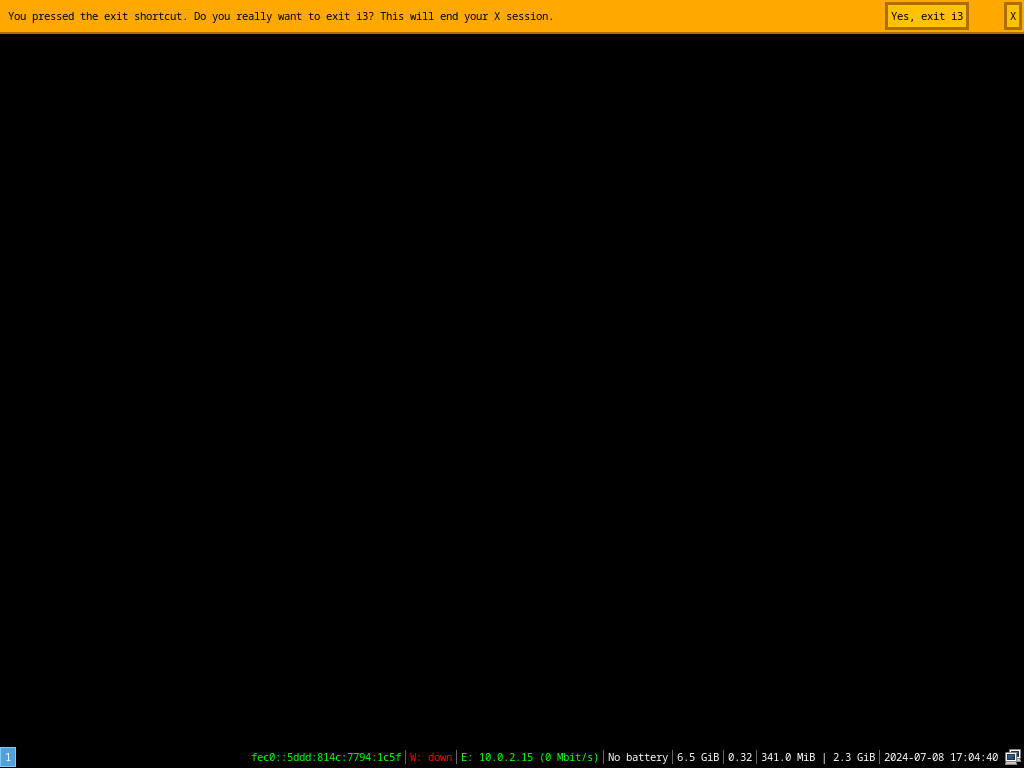 You pressed the exit shortcut. Do you really want to exit i3? This will end your X session. Yes, exit i3 X
1 fec0::5ddd:814c:7794:1c5f W: down E: 10.0.2.15 (0 Mbit/s) No battery 6.5 GiB 0.32 341.0 MiB | 2.3 GiB 2024-07-08 17:04:40